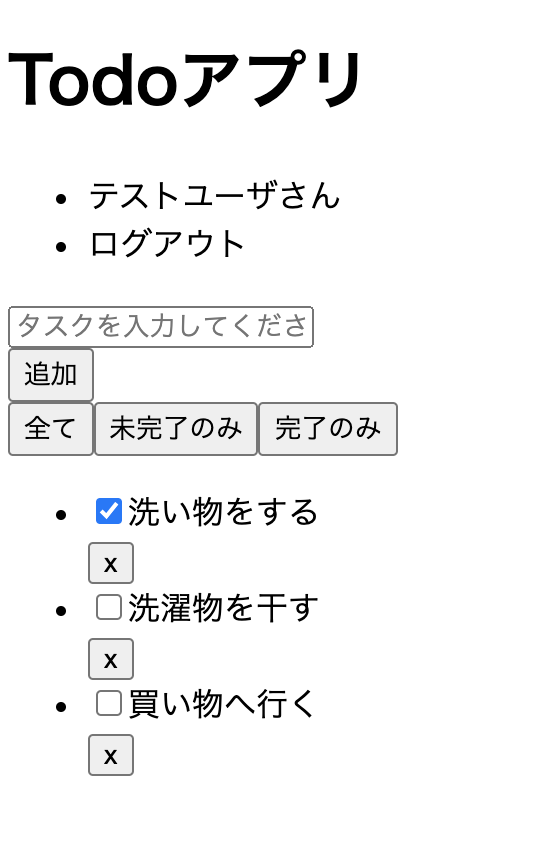 Todoアプリ
テストユーザさん
ログアウト
タスクを入力してくださ
追加
全て 未完了のみ 完了のみ
洗い物をする
x
洗濯物を干す
x
買い物へ行く
x